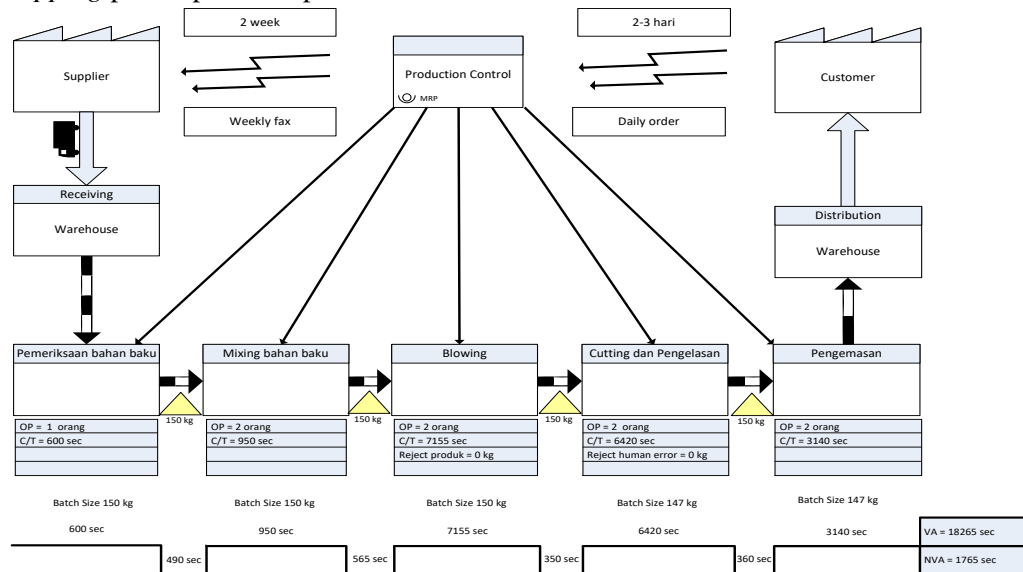 2 week
2-3 hari
Supplier
Production Control
MRP
Customer
Weekly fax
Daily order
Receiving
Warehouse
Distribution
Warehouse
Pemeriksaan bahan baku
Mixing bahan baku
Blowing
Cutting dan Pengelasan
Pengemasan
150 kg
150 kg
150 kg
150 kg
OP = 1 orang
C/T = 600 sec
OP = 2 orang
C/T = 950 sec
OP = 2 orang
C/T = 7155 sec
Reject produk = 0 kg
OP = 2 orang
C/T = 6420 sec
Reject human error = 0 kg
OP = 2 orang
C/T = 3140 sec
Batch Size 150 kg
Batch Size 150 kg
Batch Size 150 kg
Batch Size 147 kg
Batch Size 147 kg
600 sec
950 sec
7155 sec
6420 sec
3140 sec
VA = 18265 sec
490 sec
565 sec
350 sec
360 sec
NVA = 1765 sec